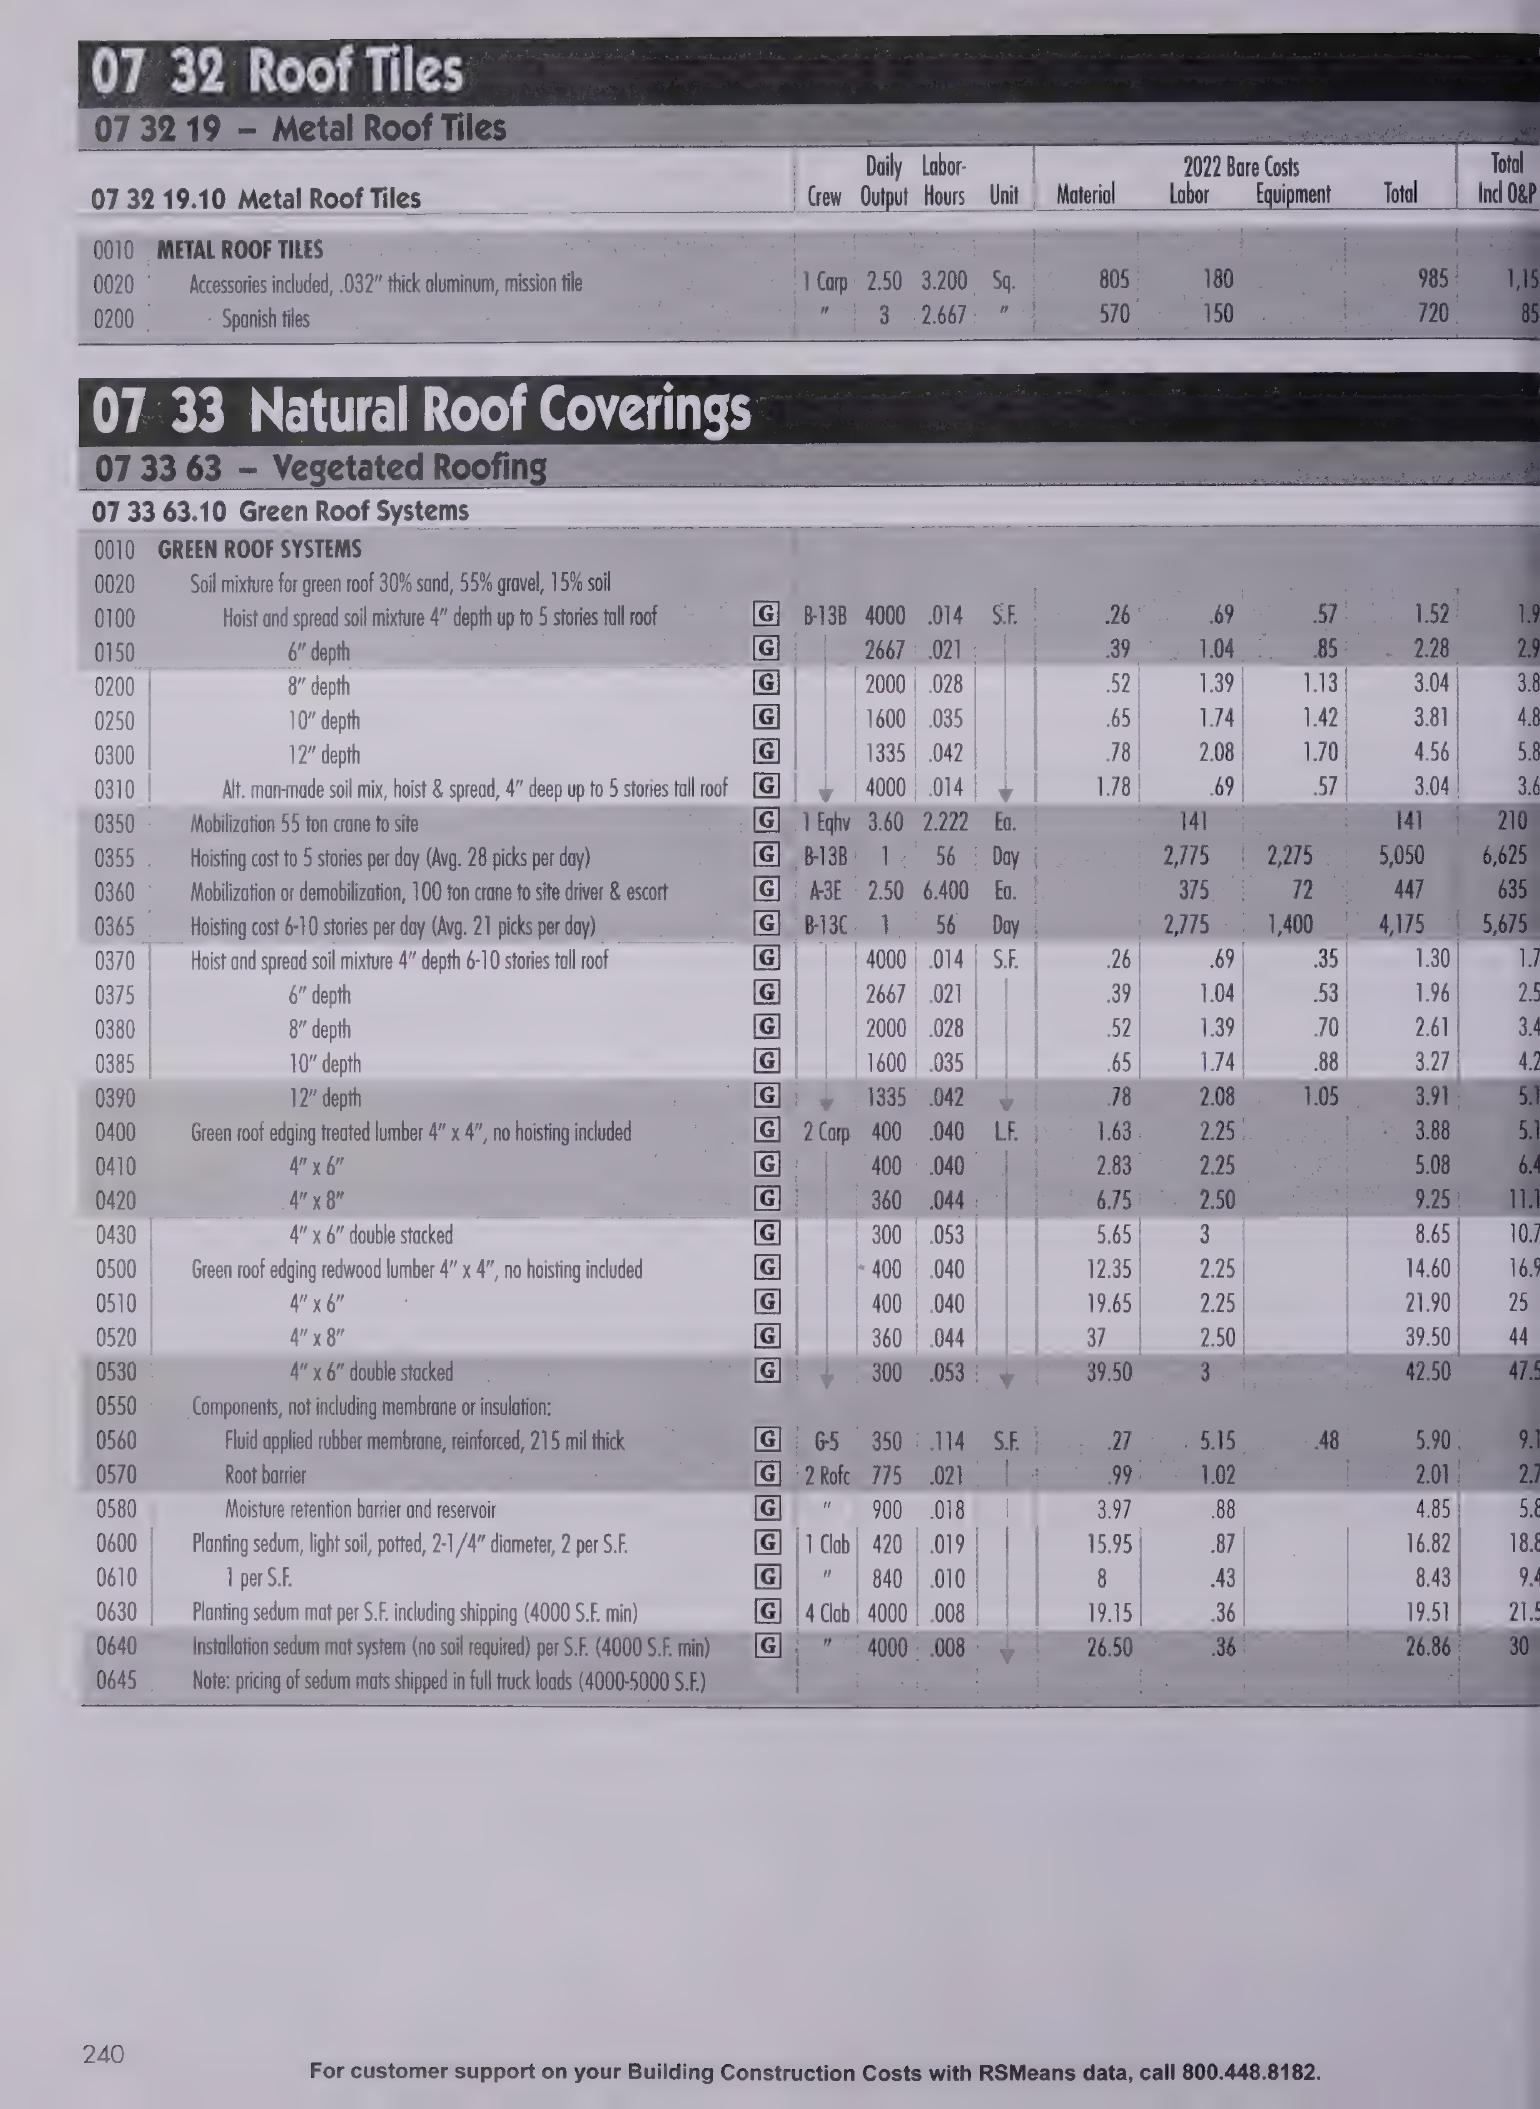 07 32 Roof Tiles
07 32 19 – Metal Roof Tiles
07 32 19.10 Metal Roof Tiles Crew Daily Output Labor-Hours Unit Material 2022 Bare Costs Labor Equipment Total Total Incl O&P
0010 METAL ROOF TILES
0020 Accessories included, .032" thick aluminum, mission tile 1 Carp 2.50 3.200 Sq. 805 180 985 1,15
0200 Spanish tiles " 3 2.667 " 570 150 720 85
07 33 Natural Roof Coverings
07 33 63 – Vegetated Roofing
07 33 63.10 Green Roof Systems
0010 GREEN ROOF SYSTEMS
0020 Soil mixture for green roof 30% sand, 55% gravel, 15% soil
0100 Hoist and spread soil mixture 4" depth up to 5 stories tall roof G B-13B 4000 .014 S.F. .26 .69 .57 1.52 1.9
0150 6" depth G 2667 .021 .39 1.04 .85 2.28 2.9
0200 8" depth G 2000 .028 .52 1.39 1.13 3.04 3.8
0250 10" depth G 1600 .035 .65 1.74 1.42 3.81 4.8
0300 12" depth G 1335 .042 .78 2.08 1.70 4.56 5.8
0310 Alt. man-made soil mix, hoist & spread, 4" deep up to 5 stories tall roof G 4000 .014 1.78 .69 .57 3.04 3.6
0350 Mobilization 55 ton crane to site G 1 Eqhv 3.60 2.222 Ea. 141 141 210
0355 Hoisting cost to 5 stories per day (Avg. 28 picks per day) G B-13B 1 56 Day 2,775 2,275 5,050 6,625
0360 Mobilization or demobilization, 100 ton crane to site driver & escort G A-3E 2.50 6.400 Ea. 375 72 447 635
0365 Hoisting cost 6-10 stories per day (Avg. 21 picks per day) G B-13C 1 56 Day 2,775 1,400 4,175 5,675
0370 Hoist and spread soil mixture 4" depth 6-10 stories tall roof G 4000 .014 S.F. .26 .69 .35 1.30 1.7
0375 6" depth G 2667 .021 .39 1.04 .53 1.96 2.5
0380 8" depth G 2000 .028 .52 1.39 .70 2.61 3.4
0385 10" depth G 1600 .035 .65 1.74 .88 3.27 4.2
0390 12" depth G 1335 .042 .78 2.08 1.05 3.91 5.1
0400 Green roof edging treated lumber 4" x 4", no hoisting included G 2 Carp 400 .040 L.F. 1.63 2.25 3.88 5.1
0410 4" x 6" G 400 .040 2.83 2.25 5.08 6.4
0420 4" x 8" G 360 .044 6.75 2.50 9.25 11.1
0430 4" x 6" double stacked G 300 .053 5.65 3 8.65 10.7
0500 Green roof edging redwood lumber 4" x 4", no hoisting included G 400 .040 12.35 2.25 14.60 16.9
0510 4" x 6" G 400 .040 19.65 2.25 21.90 25
0520 4" x 8" G 360 .044 37 2.50 39.50 44
0530 4" x 6" double stacked G 300 .053 39.50 3 42.50 47.5
0550 Components, not including membrane or insulation:
0560 Fluid applied rubber membrane, reinforced, 215 mil thick G G-5 350 .114 S.F. .27 5.15 .48 5.90 9.1
0570 Root barrier G 2 Rofc 775 .021 .99 1.02 2.01 2.7
0580 Moisture retention barrier and reservoir G " 900 .018 3.97 .88 4.85 5.8
0600 Planting sedum, light soil, potted, 2-1/4" diameter, 2 per S.F. G 1 Clab 420 .019 15.95 .87 16.82 18.8
0610 1 per S.F. G " 840 .010 8 .43 8.43 9.4
0630 Planting sedum mat per S.F. including shipping (4000 S.F. min) G 4 Clab 4000 .008 19.15 .36 19.51 21.5
0640 Installation sedum mat system (no soil required) per S.F. (4000 S.F. min) G " 4000 .008 26.50 .36 26.86 30
0645 Note: pricing of sedum mats shipped in full truck loads (4000-5000 S.F.)
240
For customer support on your Building Construction Costs with RSMeans data, call 800.448.8182.